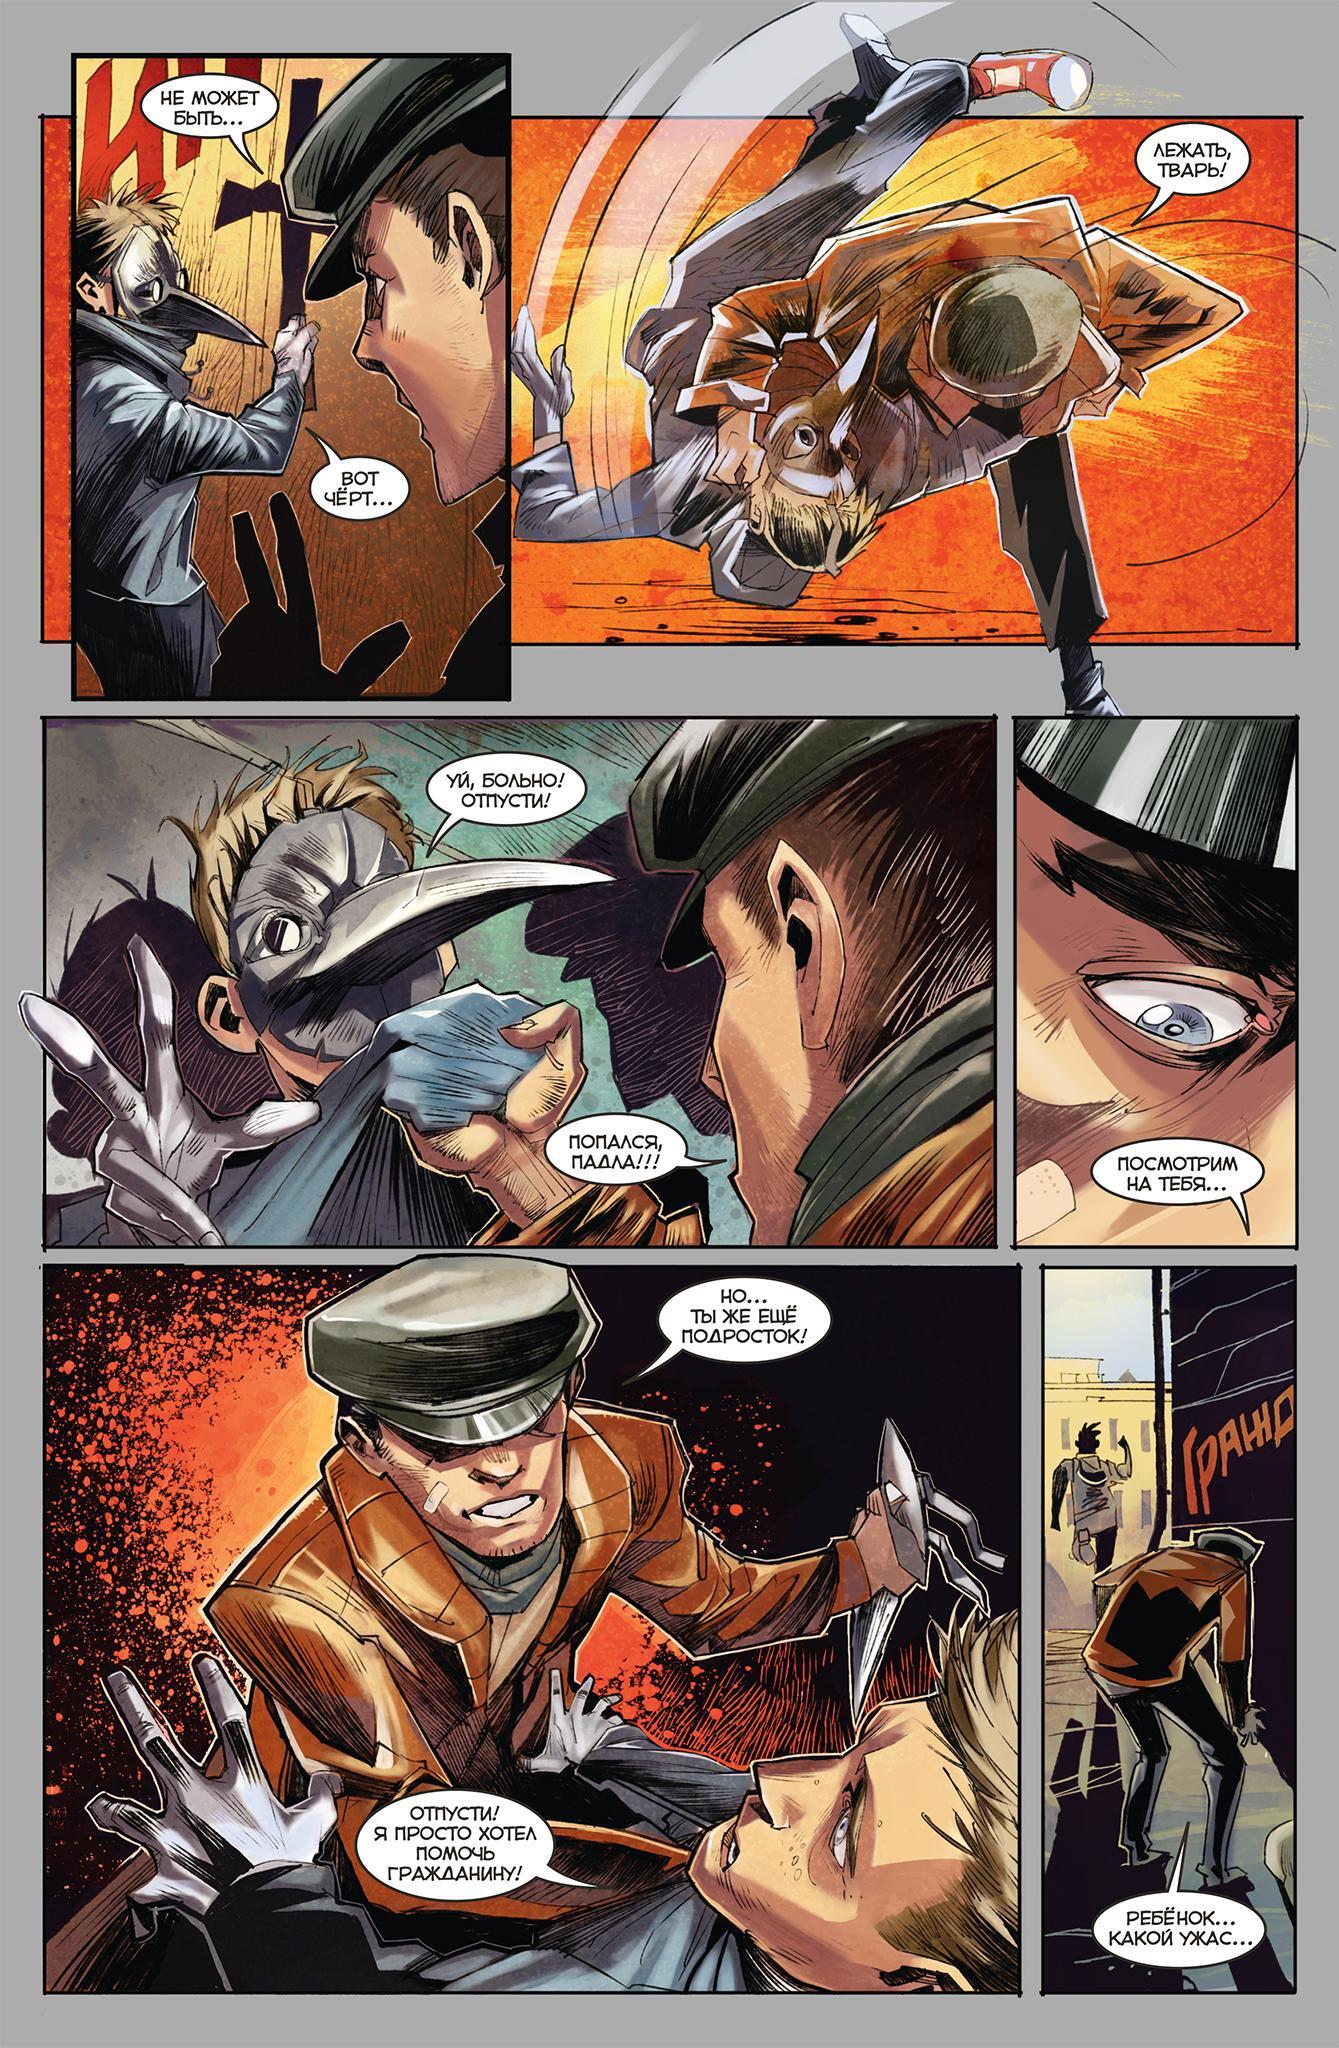 НЕ МОЖЕТ
БЫТЬ...
ВОТ
ЧЁРТ...
ЛЕЖАТЬ,
ТВАРЬ!
УЙ, БОЛЬНО!
ОТПУСТИ!
ПОПАЛСЯ,
ПАДЛА!!!
ПОСМОТРИМ
НА ТЕБЯ...
НО...
ТЫ ЖЕ ЕЩЁ
ПОДРОСТОК!
ОТПУСТИ!
Я ПРОСТО ХОТЕЛ
ПОМОЧЬ
ГРАЖДАНИНУ!
ГРАЖД
РЕБЁНОК...
КАКОЙ УЖАС...